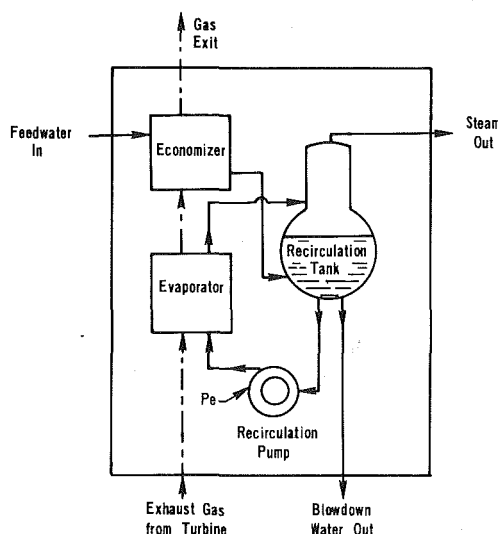 Gas
Exit
Feedwater
In
Economizer
Steam
Out
Recirculation
Tank
Evaporator
Pe
Recirculation
Pump
Exhaust Gas
from Turbine
Blowdown
Water Out